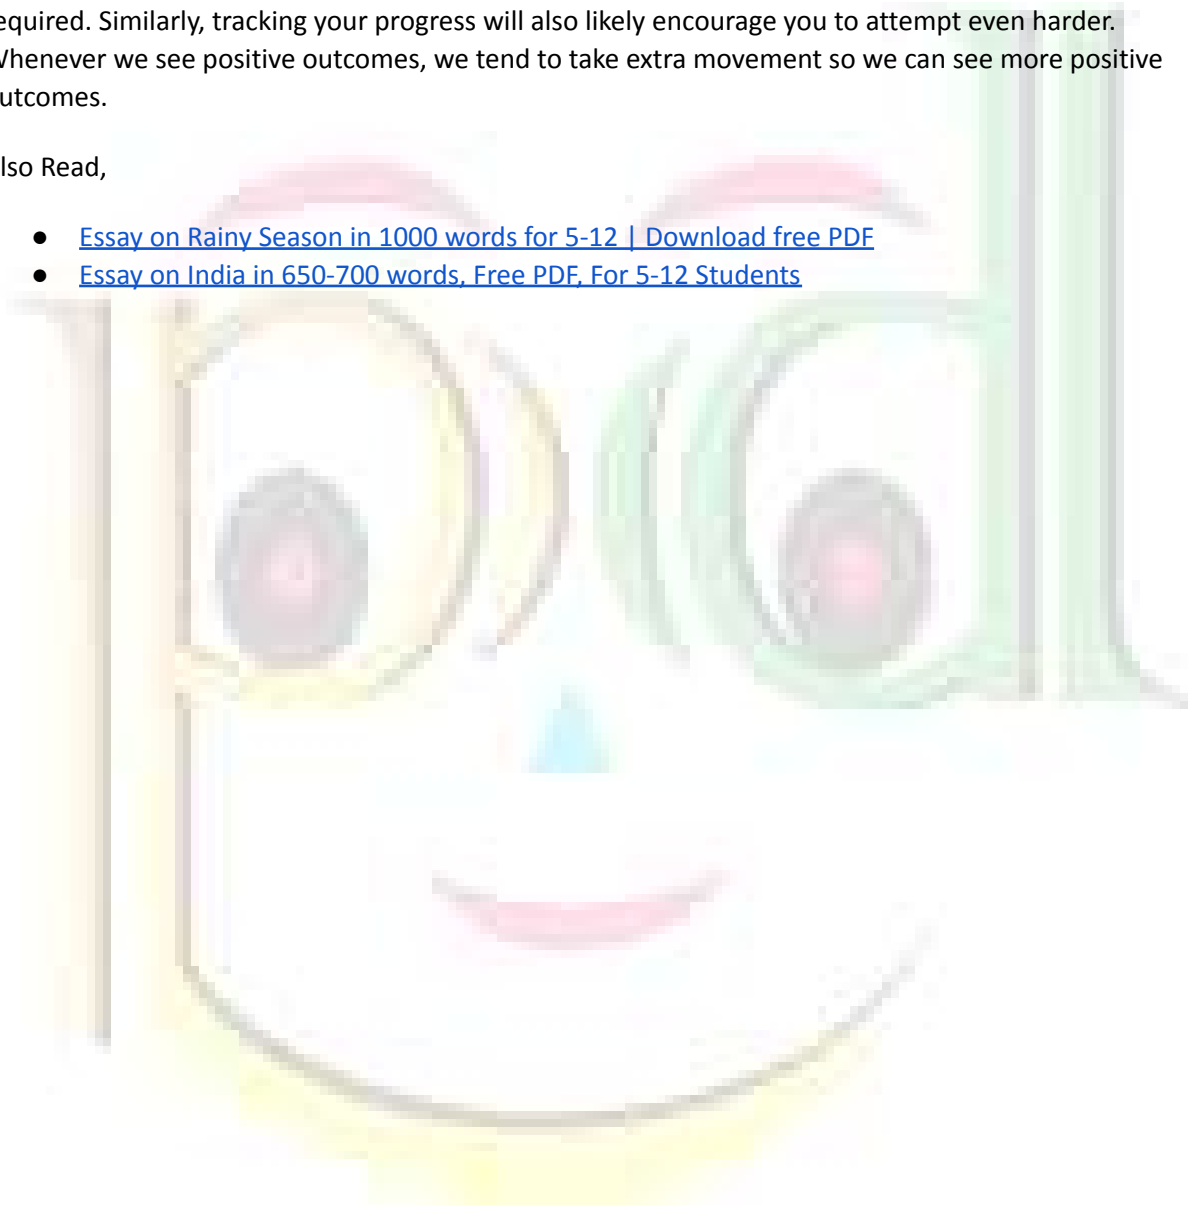 equired. Similarly, tracking your progress will also likely encourage you to attempt even harder.
Whenever we see positive outcomes, we tend to take extra movement so we can see more positive
utcomes.
lso Read,
● Essay on Rainy Season in 1000 words for 5-12 | Download free PDF
● Essay on India in 650-700 words, Free PDF, For 5-12 Students